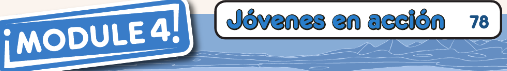 ¡MODULE 4!
Jóvenes en acción 78